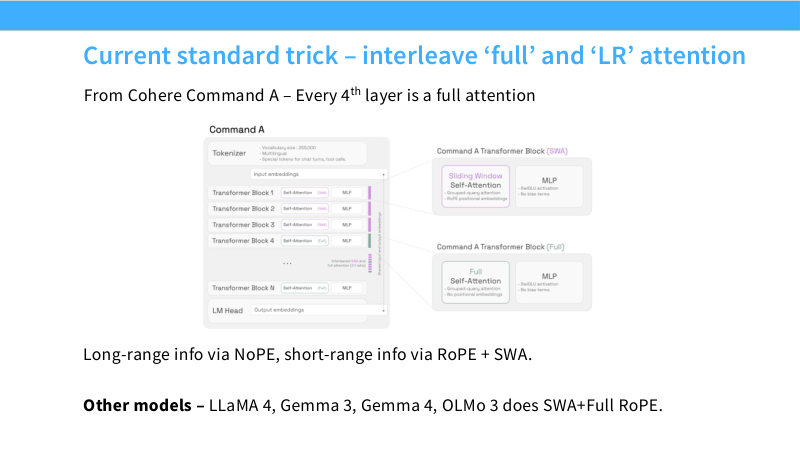 Current standard trick – interleave ‘full’ and ‘LR’ attention
From Cohere Command A – Every 4th layer is a full attention
Command A
Tokenizer
- Vocabulary size : 255,000
- Multilingual
- Special tokens for chat turns, tool calls.
Input embeddings
Transformer Block 1 Self-Attention (SWA) MLP
Transformer Block 2 Self-Attention (SWA) MLP
Transformer Block 3 Self-Attention (SWA) MLP
Transformer Block 4 Self-Attention (Full) MLP
...
Transformer Block N Self-Attention MLP
LM Head
Output embeddings
Command A Transformer Block (SWA)
Sliding Window
Self-Attention
- Grouped-query attention
- RoPE positional embeddings
MLP
- SwiGLU activation
- No bias terms
Command A Transformer Block (Full)
Full
Self-Attention
- Grouped-query attention
- No positional embeddings
MLP
- SwiGLU activation
- No bias terms
Long-range info via NoPE, short-range info via RoPE + SWA.
Other models – LLaMA 4, Gemma 3, Gemma 4, OLMo 3 does SWA+Full RoPE.